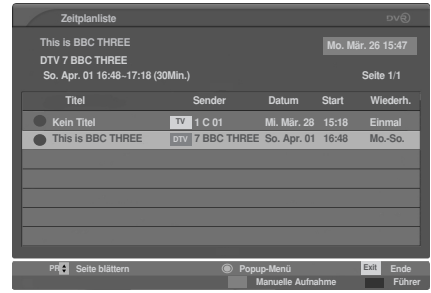 Zeitplanliste
DVB
This is BBC THREE
Mo. Mär. 26 15:47
DTV 7 BBC THREE
So. Apr. 01 16:48~17:18 (30Min.)
Seite 1/1
Titel Sender Datum Start Wiederh.
Kein Titel TV 1 C 01 Mi. Mär. 28 15:18 Einmal
This is BBC THREE DTV 7 BBC THREE So. Apr. 01 16:48 Mo.-So.
PR Seite blättern Popup-Menü Exit Ende
Manuelle Aufnahme Führer